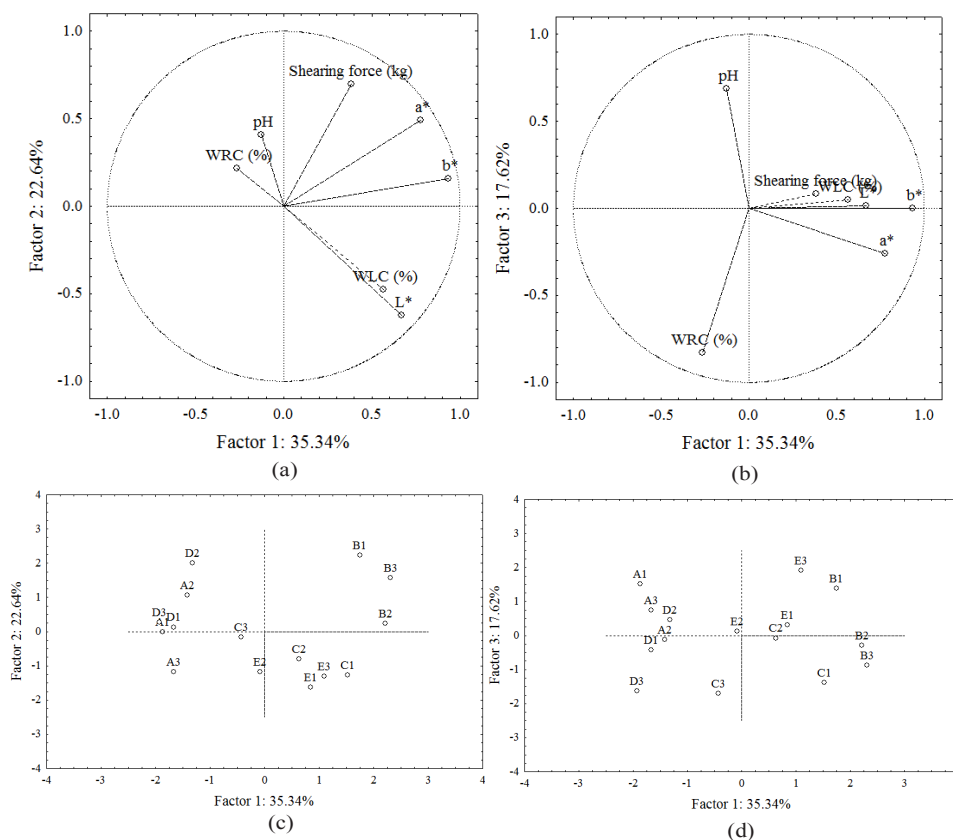 1.0
0.5
0.0
-0.5
-1.0
Factor 2: 22.64%
Shearing force (kg)
a*
pH
WRC (%)
b*
WLC (%)
L*
-1.0 -0.5 0.0 0.5 1.0
Factor 1: 35.34%
(a)
1.0
0.5
0.0
-0.5
-1.0
Factor 3: 17.62%
pH
Shearing force (kg)
WLC (%)
L*
b*
a*
WRC (%)
-1.0 -0.5 0.0 0.5 1.0
Factor 1: 35.34%
(b)
4
3
2
1
0
-1
-2
-3
-4
Factor 2: 22.64%
B1
D2
B3
A2
D3
D1
A1
B2
C3
C2
A3
E2
E3
C1
E1
-4 -3 -2 -1 0 1 2 3 4
Factor 1: 35.34%
(c)
4
3
2
1
0
-1
-2
-3
-4
Factor 3: 17.62%
E3
A1
B1
A3
D2
E1
E2
A2
C2
D1
B2
B3
C1
D3
C3
-4 -3 -2 -1 0 1 2 3
Factor 1: 35.34%
(d)